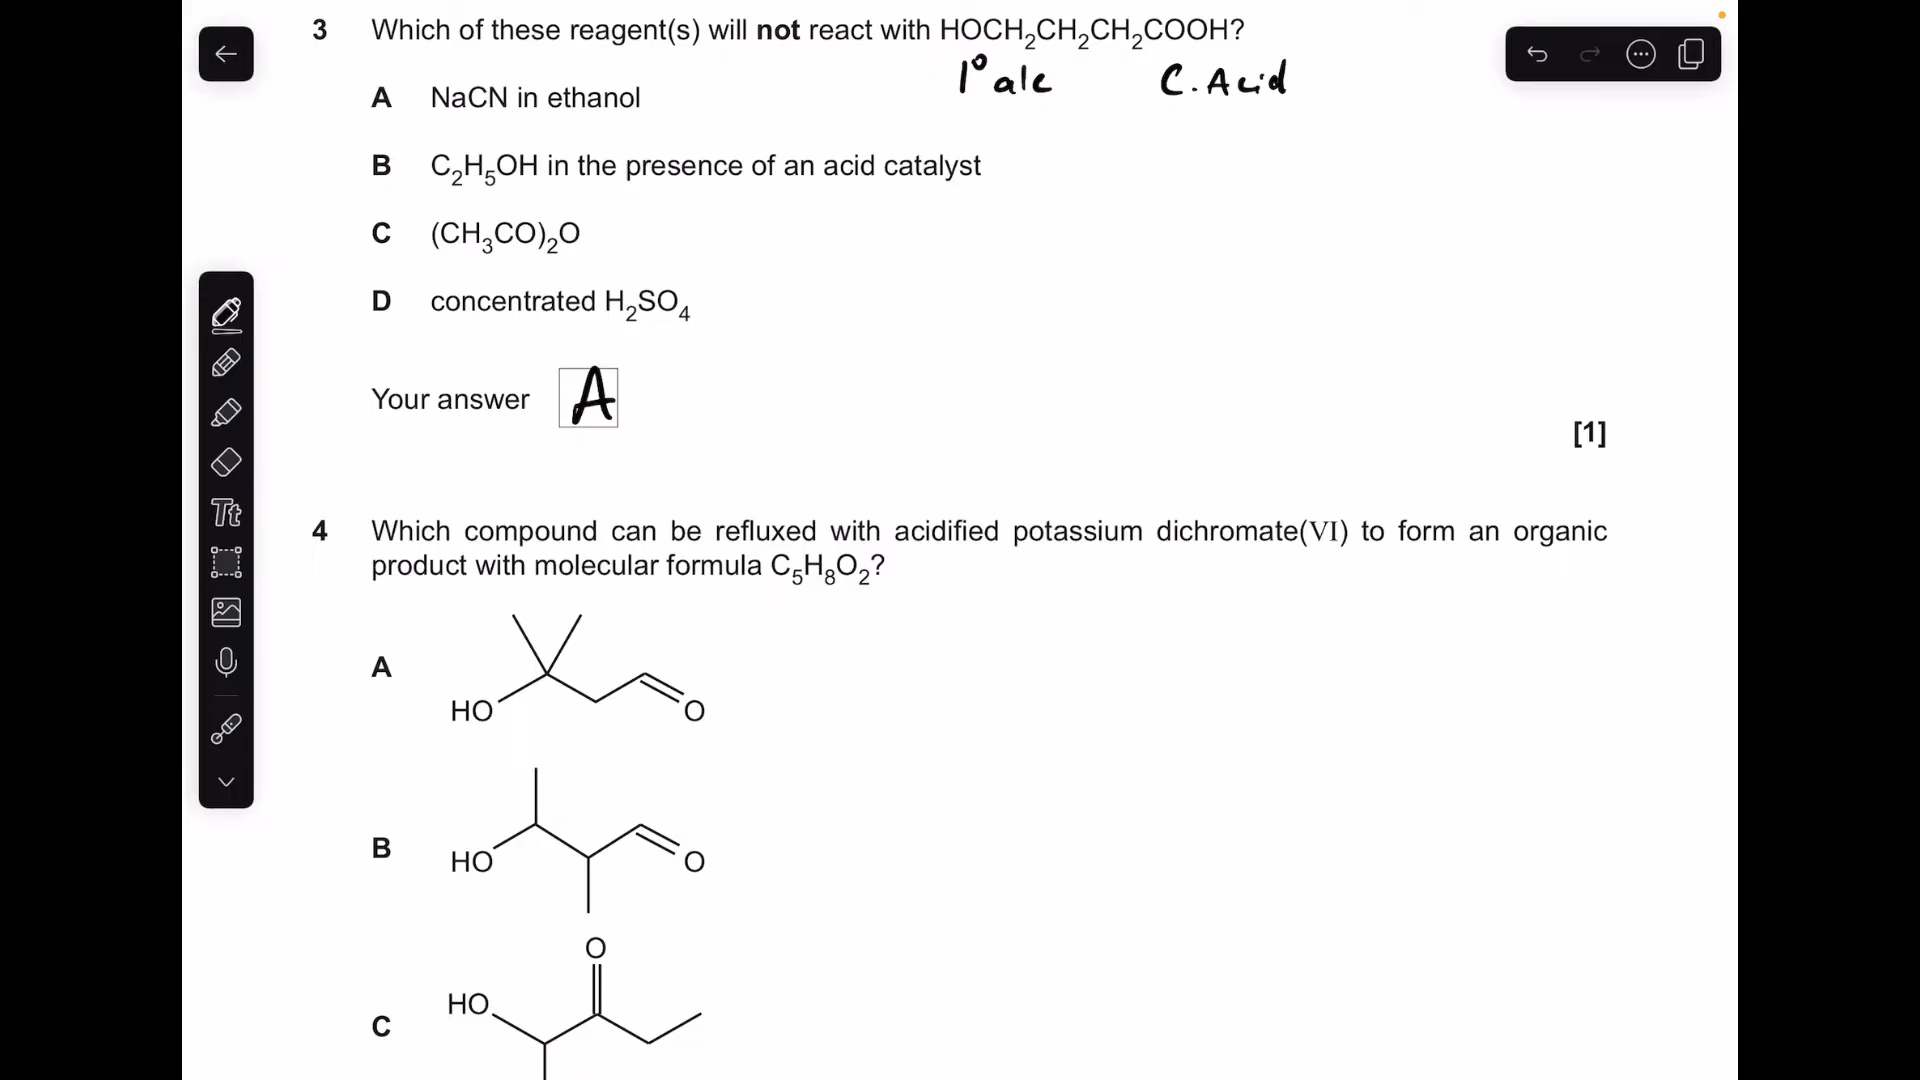 3 Which of these reagent(s) will not react with HOCH₂CH₂CH₂COOH?
1° alc C. Acid
A NaCN in ethanol
B C₂H₅OH in the presence of an acid catalyst
C (CH₃CO)₂O
D concentrated H₂SO₄
Your answer A
[1]
4 Which compound can be refluxed with acidified potassium dichromate(VI) to form an organic
product with molecular formula C₅H₈O₂?
A
HO O
B
HO O
O
HO
C
Tt